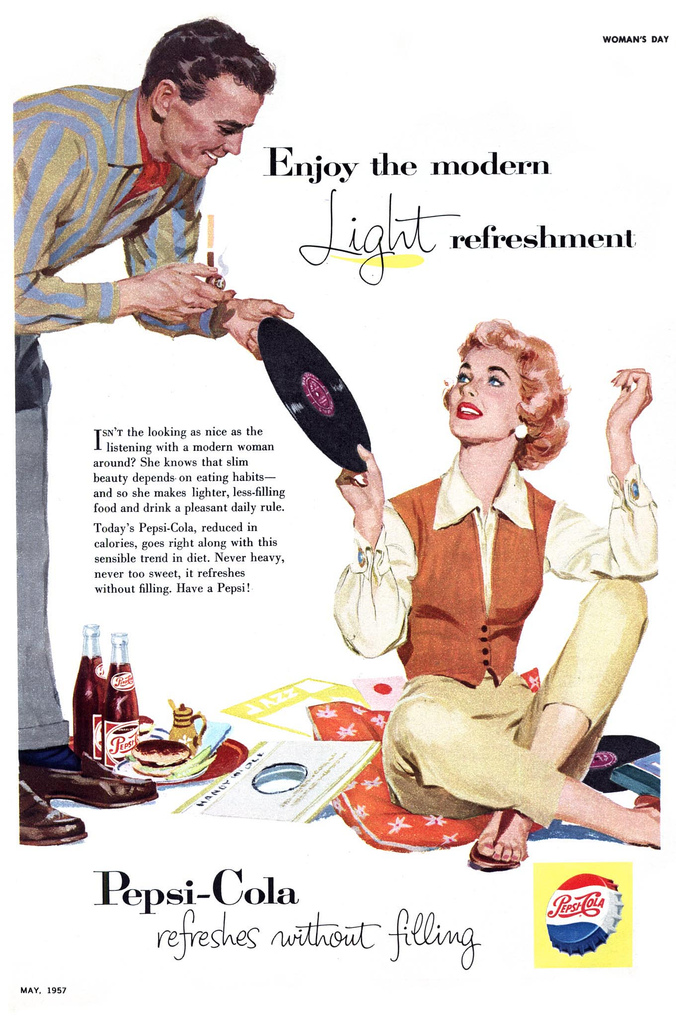 WOMAN'S DAY
Enjoy the modern
Light refreshment
ISN'T the looking as nice as the
listening with a modern woman
around? She knows that slim
beauty depends on eating habits—
and so she makes lighter, less-filling
food and drink a pleasant daily rule.
Today's Pepsi-Cola, reduced in
calories, goes right along with this
sensible trend in diet. Never heavy,
never too sweet, it refreshes
without filling. Have a Pepsi!
JAZZ
Pepsi-Cola
refreshes without filling
PEPSI-COLA
MAY, 1957